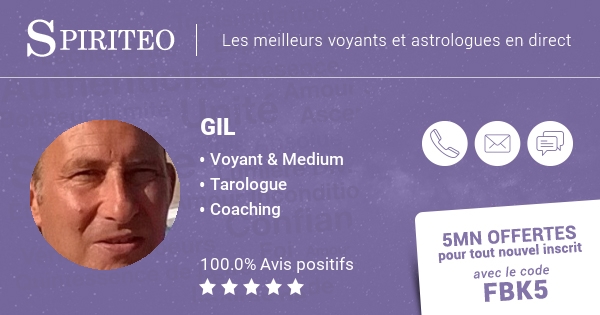 SPIRITEO
Les meilleurs voyants et astrologues en direct
GIL
• Voyant & Medium
• Tarologue
• Coaching
100.0% Avis positifs
5MN OFFERTES
pour tout nouvel inscrit
avec le code
FBK5